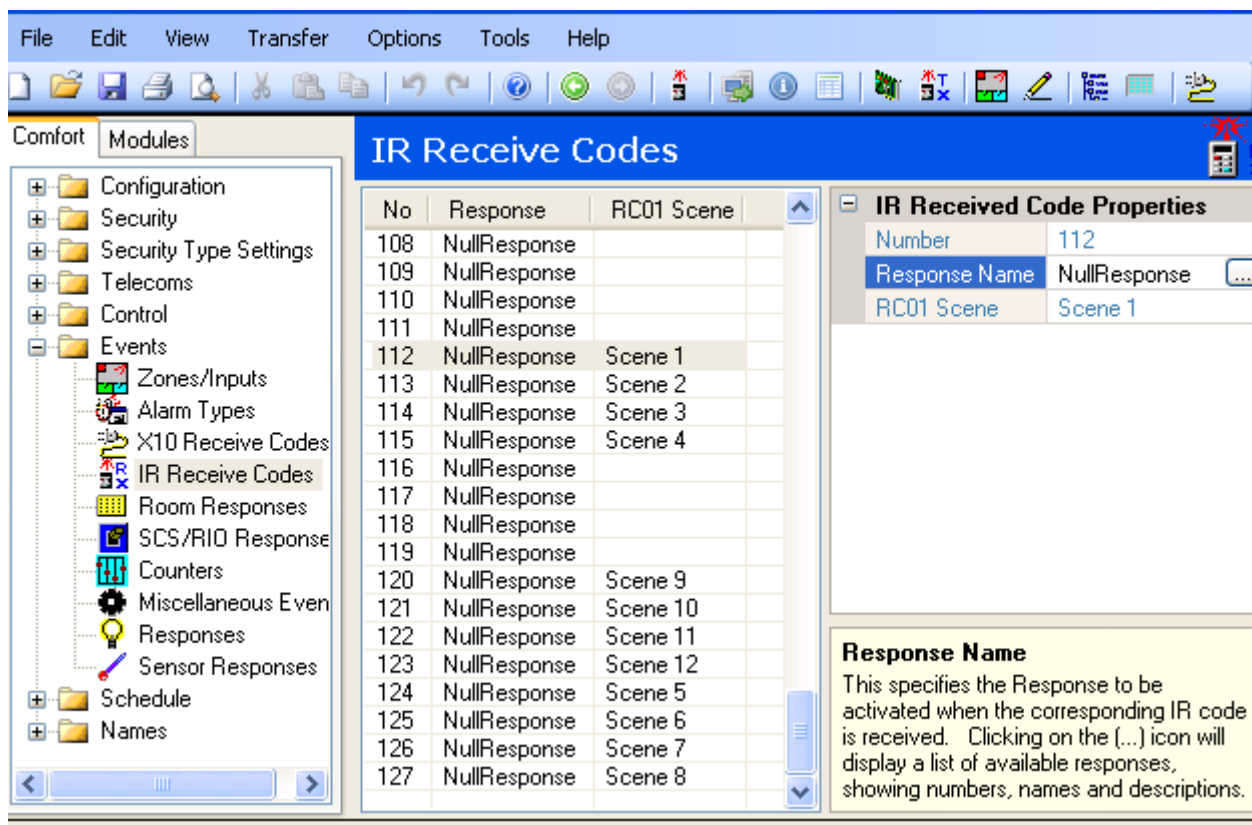 File Edit View Transfer Options Tools Help
Comfort Modules
Configuration
Security
Security Type Settings
Telecoms
Control
Events
Zones/Inputs
Alarm Types
X10 Receive Codes
IR Receive Codes
Room Responses
SCS/RIO Response
Counters
Miscellaneous Even
Responses
Sensor Responses
Schedule
Names
IR Receive Codes
No Response RC01 Scene
108 NullResponse
109 NullResponse
110 NullResponse
111 NullResponse
112 NullResponse Scene 1
113 NullResponse Scene 2
114 NullResponse Scene 3
115 NullResponse Scene 4
116 NullResponse
117 NullResponse
118 NullResponse
119 NullResponse
120 NullResponse Scene 9
121 NullResponse Scene 10
122 NullResponse Scene 11
123 NullResponse Scene 12
124 NullResponse Scene 5
125 NullResponse Scene 6
126 NullResponse Scene 7
127 NullResponse Scene 8
IR Received Code Properties
Number 112
Response Name NullResponse ...
RC01 Scene Scene 1
Response Name
This specifies the Response to be
activated when the corresponding IR code
is received. Clicking on the (...) icon will
display a list of available responses,
showing numbers, names and descriptions.